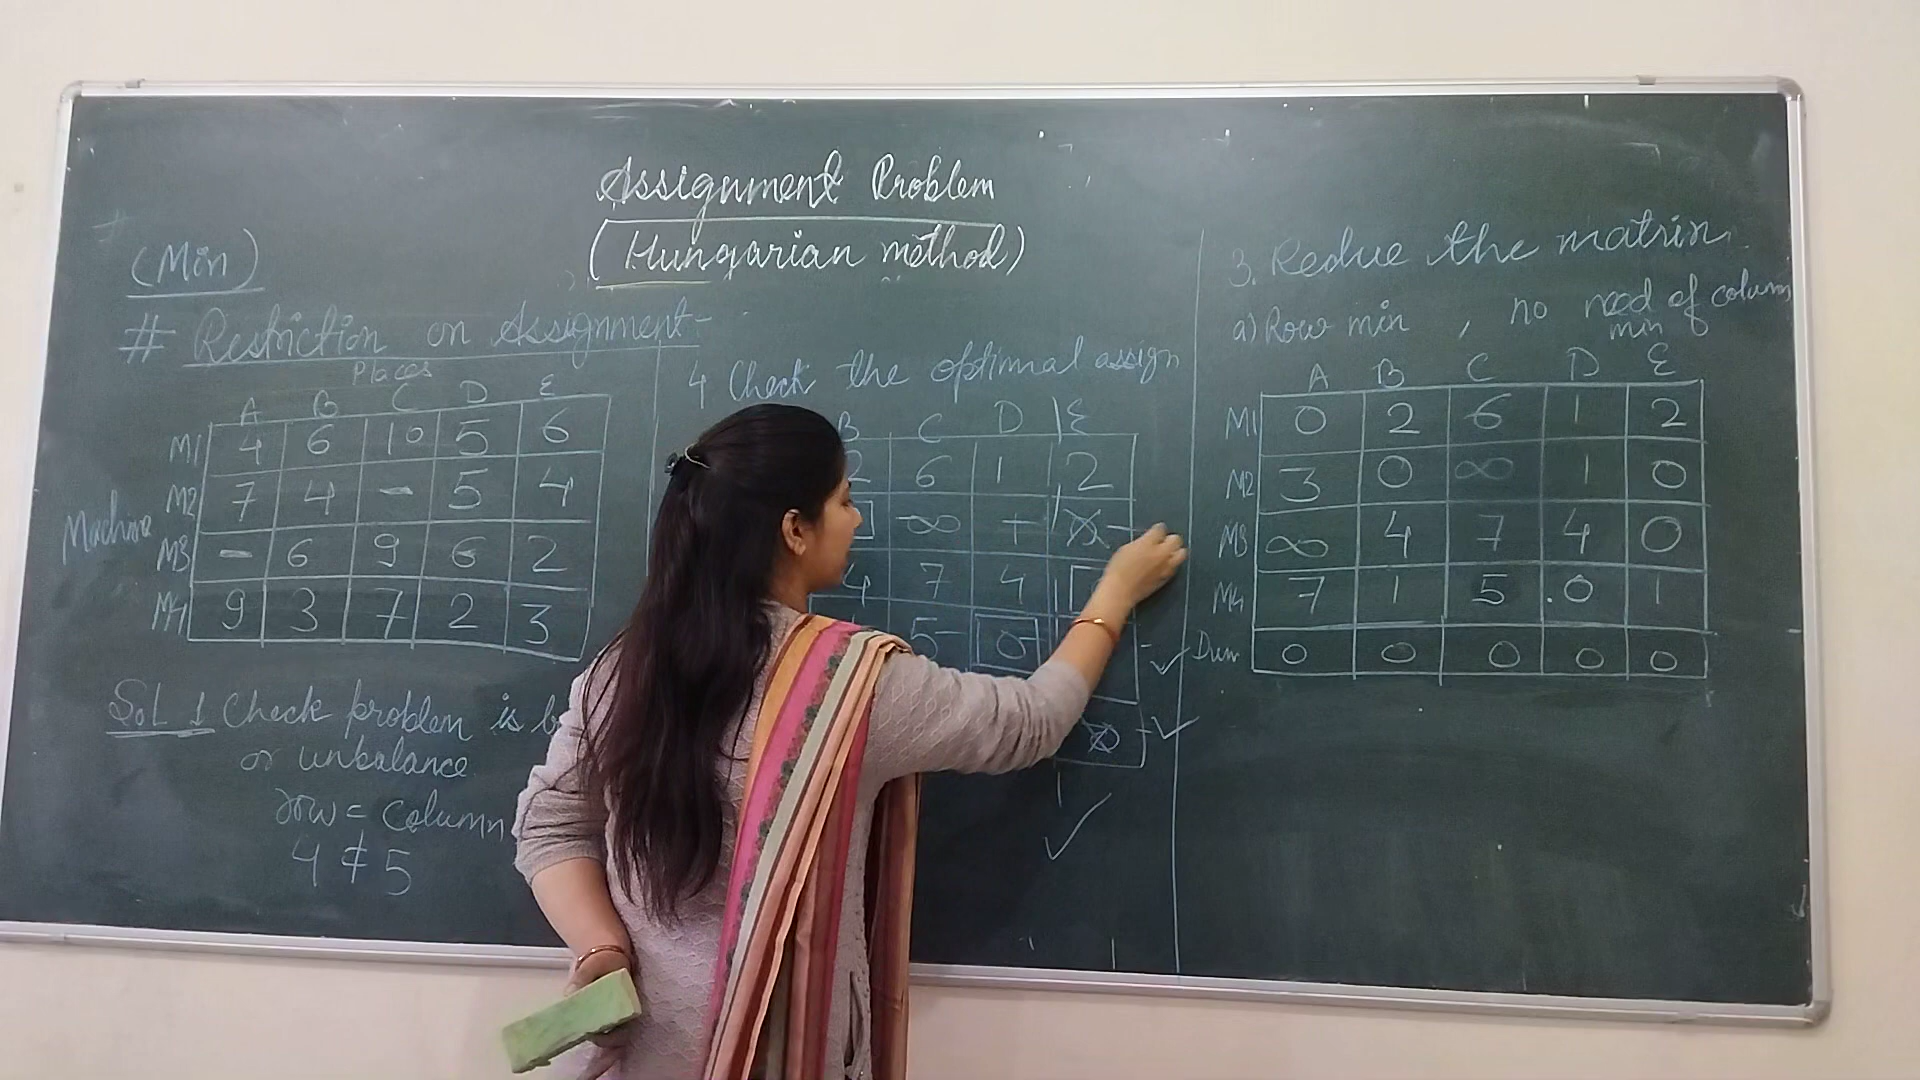 Assignment Problem
(Hungarian method)
(Min)
# Restriction on Assignment-
Places
A B C D E
M1 4 6 10 5 6
M2 7 4 - 5 4
Machine
M3 - 6 9 6 2
M4 9 3 7 2 3
Sol 1 Check problem is b
or unbalance
row = Column
4 ≠ 5
4 Check the optimal assign
B C D E
2 6 1 2
∞ 1
4 7 4
5 0
3. Redue the matrix
a) Row min , no need of column
min
A B C D E
M1 0 2 6 1 2
M2 3 0 ∞ 1 0
M3 ∞ 4 7 4 0
M4 7 1 5 .0 1
Dum 0 0 0 0 0